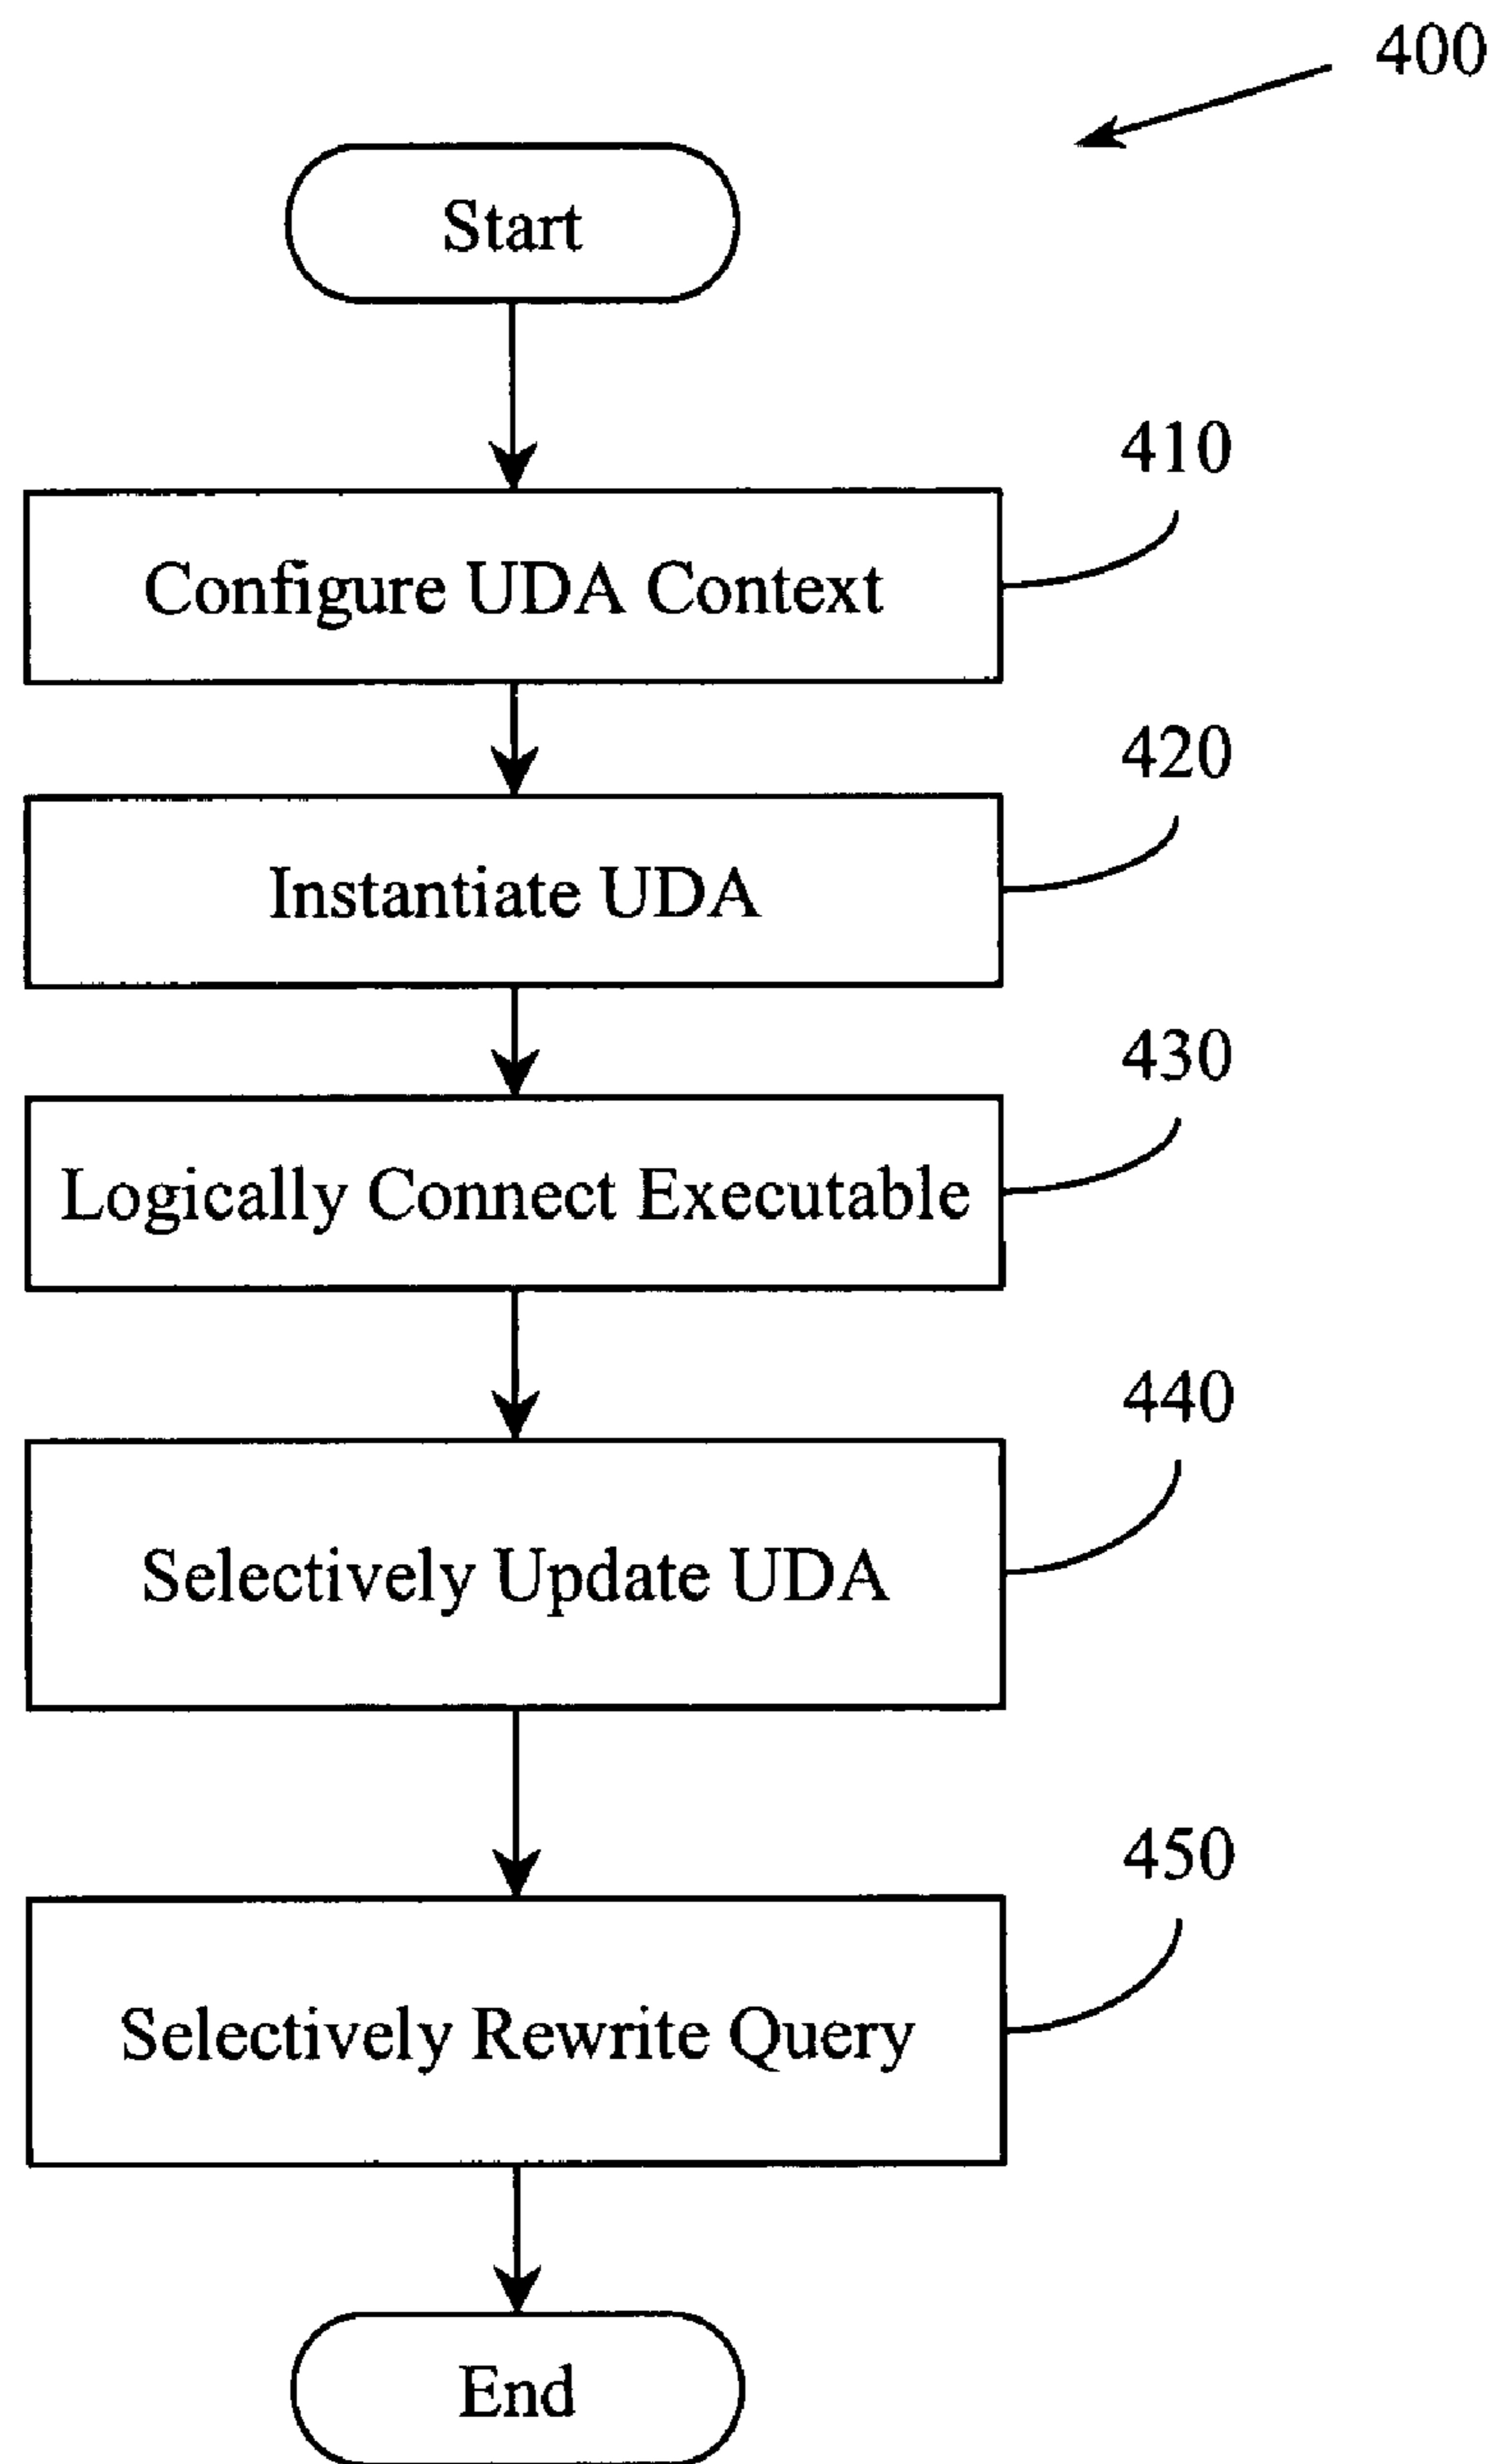 400
Start
410
Configure UDA Context
420
Instantiate UDA
430
Logically Connect Executable
440
Selectively Update UDA
450
Selectively Rewrite Query
End